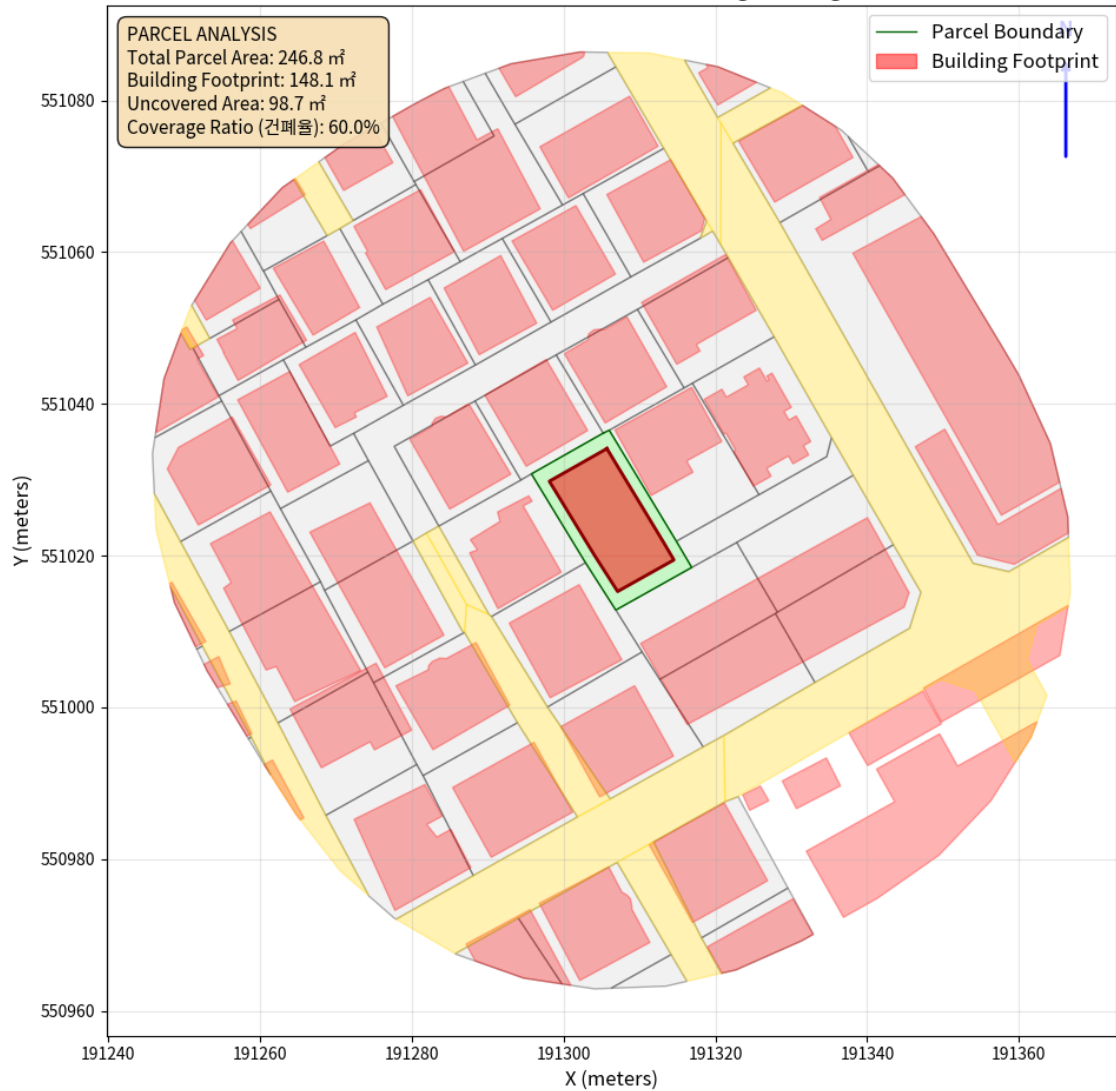 PARCEL ANALYSIS
Total Parcel Area: 246.8 ㎡
Building Footprint: 148.1 ㎡
Uncovered Area: 98.7 ㎡
Coverage Ratio (건폐율): 60.0%
N
Parcel Boundary
Building Footprint
Y (meters)
551080
551060
551040
551020
551000
550980
550960
191240
191260
191280
191300
191320
191340
191360
X (meters)